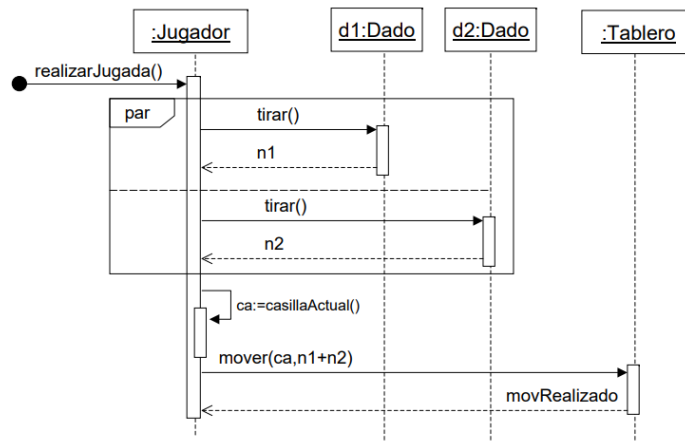 :Jugador
d1:Dado
d2:Dado
:Tablero
realizarJugada()
par
tirar()
n1
tirar()
n2
ca:=casillaActual()
mover(ca,n1+n2)
movRealizado